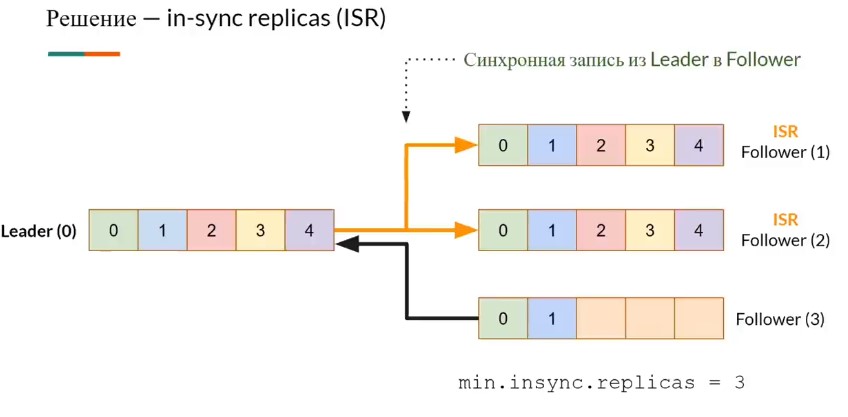 Решение — in-sync replicas (ISR)
Синхронная запись из Leader в Follower
0 1 2 3 4
ISR
Follower (1)
Leader (0)
0 1 2 3 4
0 1 2 3 4
ISR
Follower (2)
0 1
Follower (3)
min.insync.replicas = 3